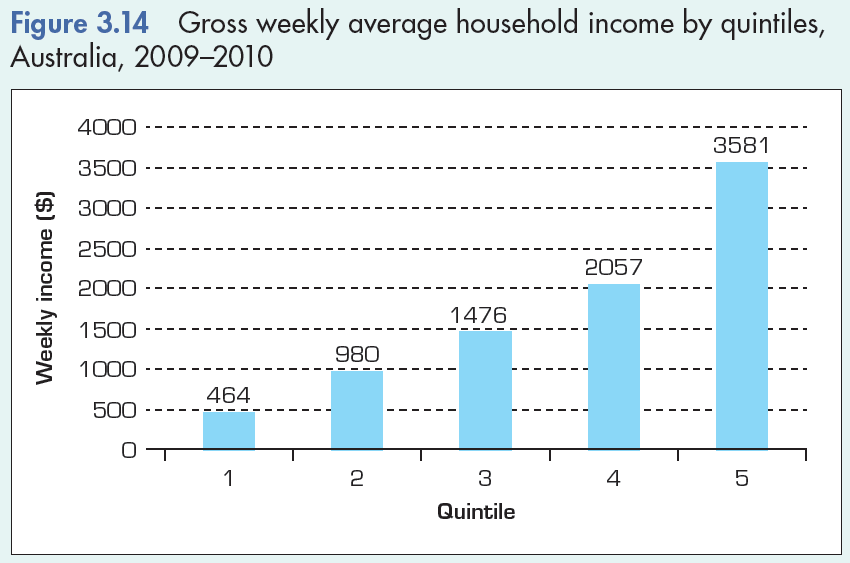 Figure 3.14 Gross weekly average household income by quintiles,
Australia, 2009–2010
4000
3500
3000
2500
2000
1500
1000
500
0
Weekly income ($)
464
980
1476
2057
3581
1 2 3 4 5
Quintile